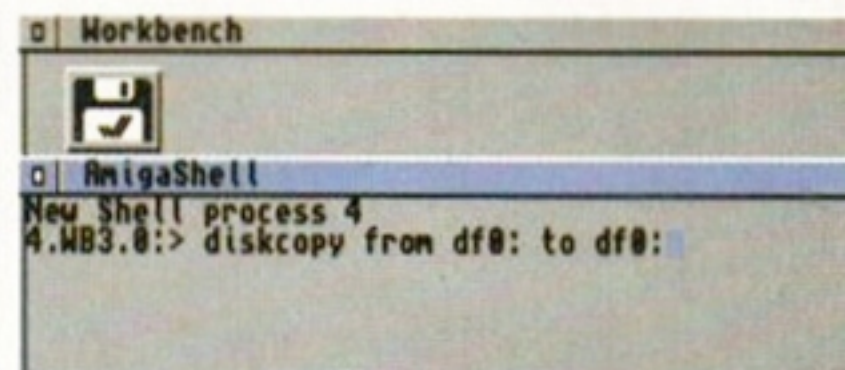 Workbench
AmigaShell
New Shell process 4
4.WB3.0:> diskcopy from df0: to df0: